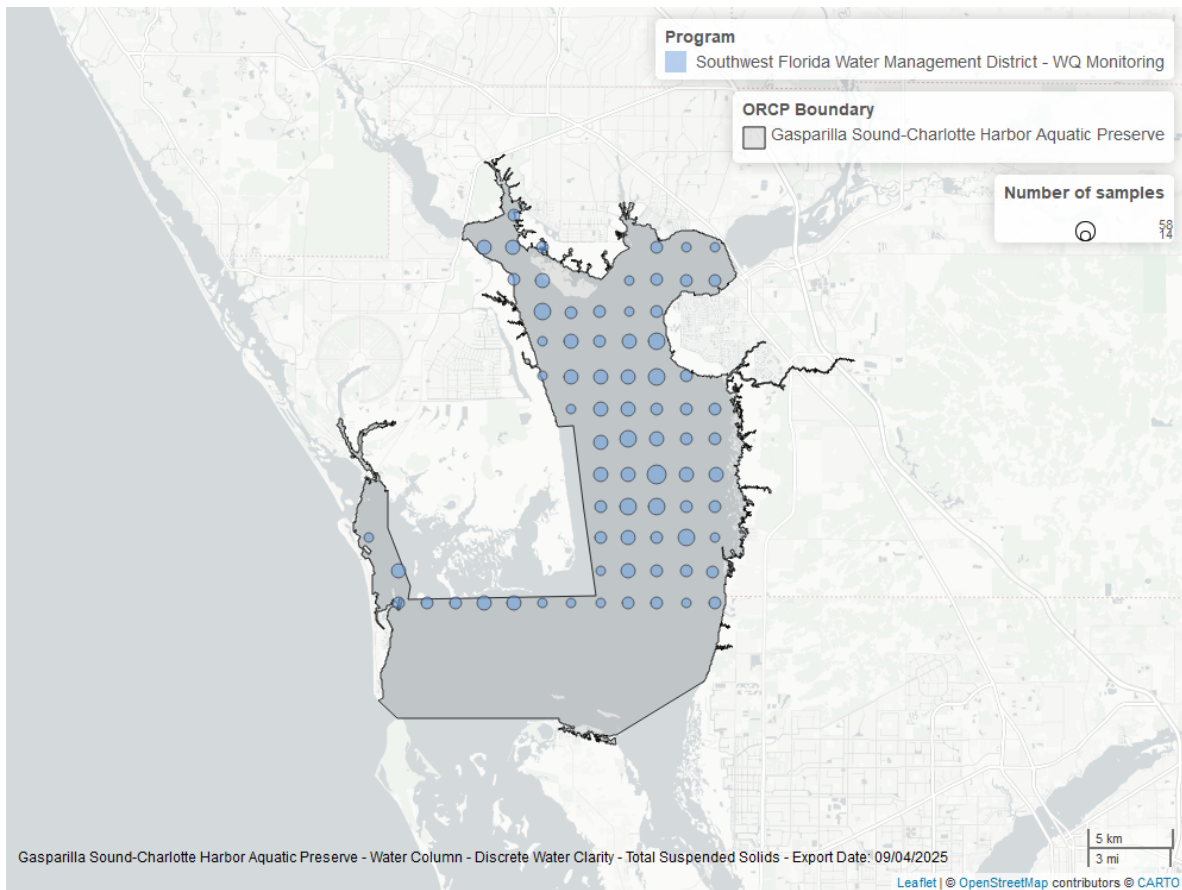 Program
Southwest Florida Water Management District - WQ Monitoring
ORCP Boundary
Gasparilla Sound-Charlotte Harbor Aquatic Preserve
Number of samples
58
14
5 km
3 mi
Gasparilla Sound-Charlotte Harbor Aquatic Preserve - Water Column - Discrete Water Clarity - Total Suspended Solids - Export Date: 09/04/2025
Leaflet | © OpenStreetMap contributors © CARTO